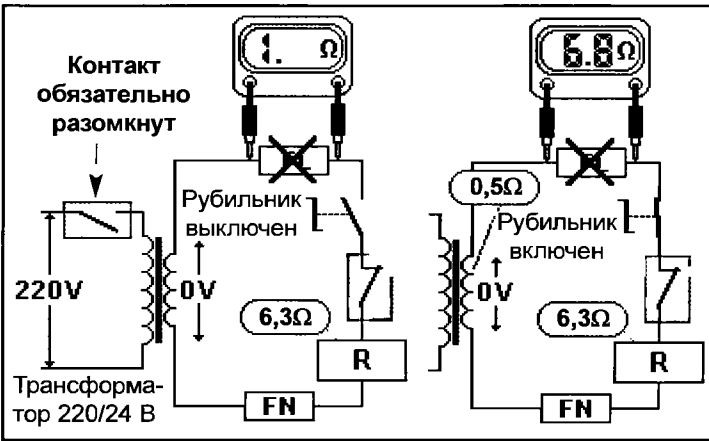 1. Ω
6.8Ω
Контакт
обязательно
разомкнут
0,5Ω
Рубильник
выключен
Рубильник
включен
220V
0V
0V
6,3Ω
6,3Ω
R
R
Трансформа-
тор 220/24 В
FN
FN